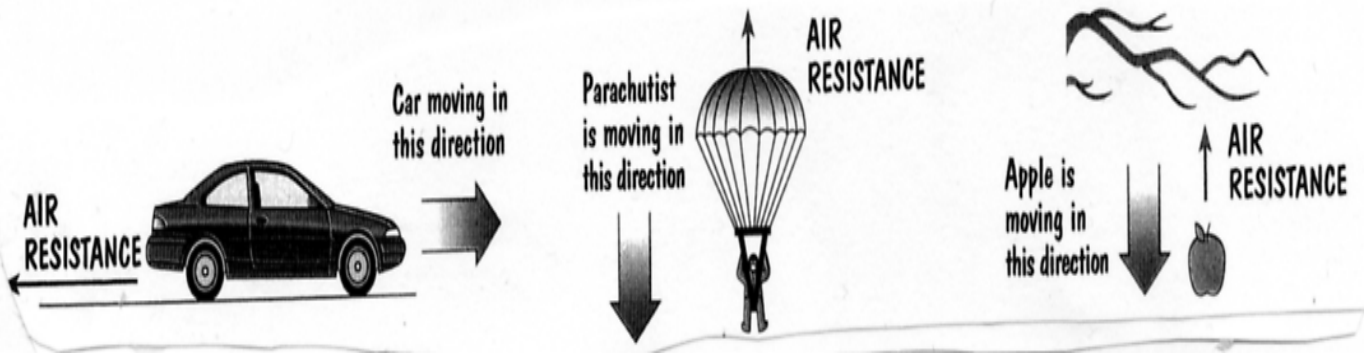 AIR
RESISTANCE
Car moving in
this direction
Parachutist
is moving in
this direction
AIR
RESISTANCE
Apple is
moving in
this direction
AIR
RESISTANCE